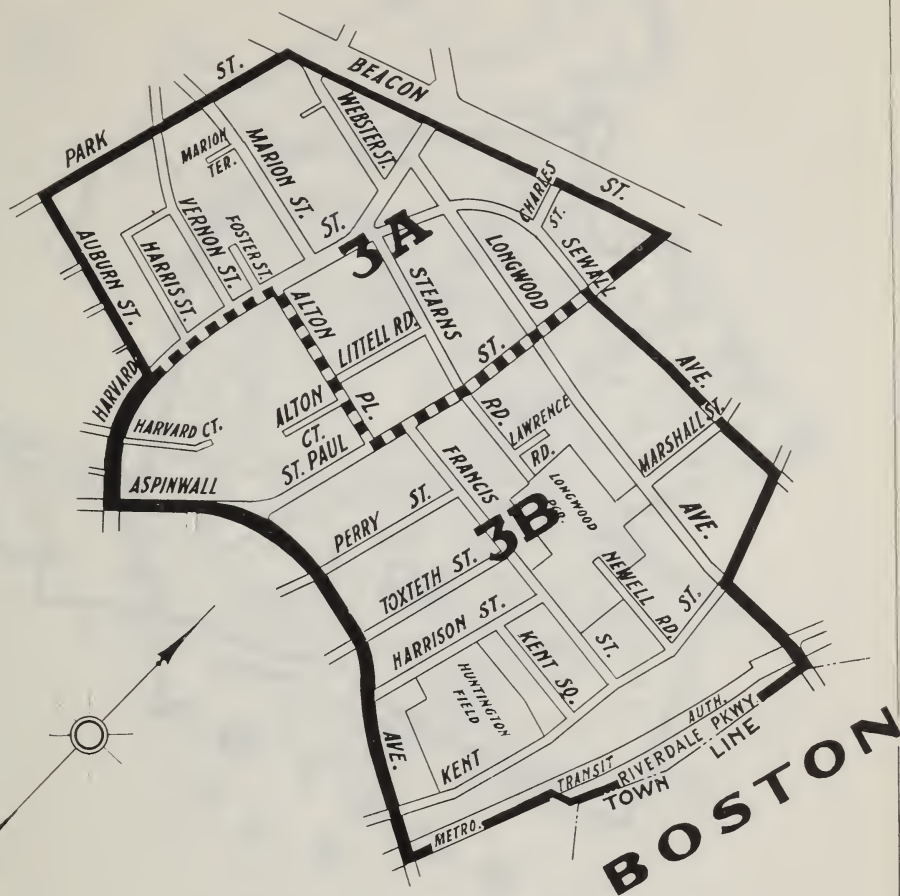 BEACON ST.
PARK ST.
WEBSTER ST.
MARION TER.
MARION ST.
CHARLES ST.
VERNON ST.
FOSTER ST.
ST.
3A
AUBURN ST.
HARRIS ST.
LONGWOOD
SEWALL
STEARNS
ALTON
LITTELL RD.
ST.
AVE.
HARVARD
HARVARD CT.
ALTON CT.
PL.
RD.
LAWRENCE RD.
MARSHALL ST.
ST. PAUL
ASPINWALL
FRANCIS
LONGWOOD
3B
AVE.
PERRY ST.
TOXTETH ST.
NEWELL RD.
ST.
HARRISON ST.
KENT SQ.
ST.
HUNTINGTON FIELD
AVE.
KENT
METRO.
TRANSIT
AUTH.
RIVERDALE PKWY
TOWN LINE
BOSTON